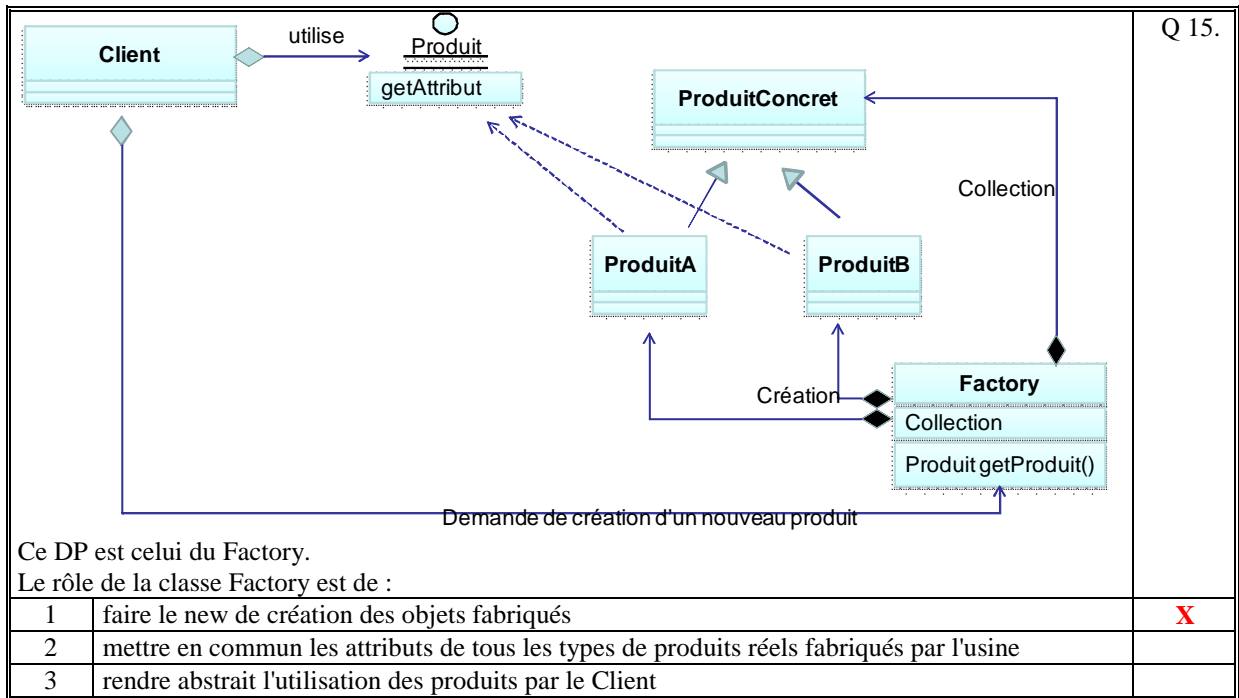 Q 15.
utilise
Client
Produit
getAttribut
ProduitConcret
Collection
ProduitA
ProduitB
Création
Factory
Collection
Produit getProduit()
Demande de création d'un nouveau produit
Ce DP est celui du Factory.
Le rôle de la classe Factory est de :
1 faire le new de création des objets fabriqués X
2 mettre en commun les attributs de tous les types de produits réels fabriqués par l'usine
3 rendre abstrait l'utilisation des produits par le Client